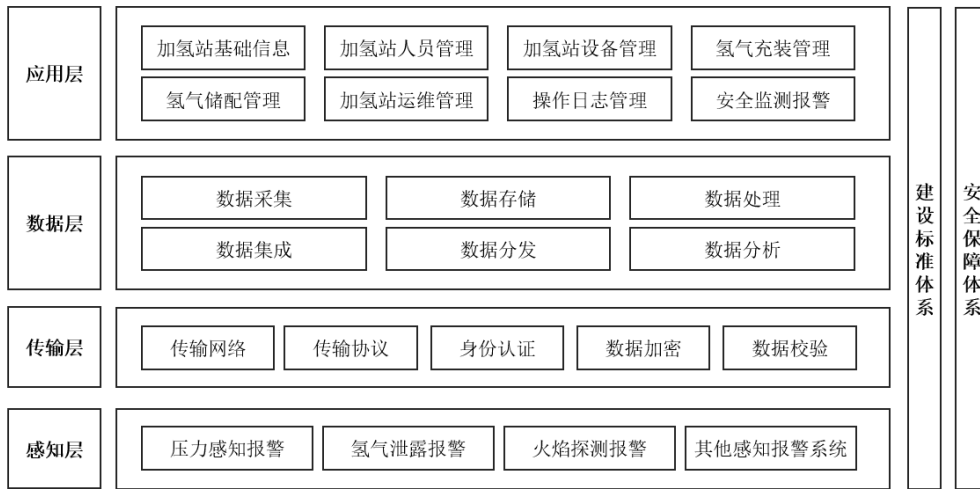 应用层
加氢站基础信息
加氢站人员管理
加氢站设备管理
氢气充装管理
氢气储配管理
加氢站运维管理
操作日志管理
安全监测报警
数据层
数据采集
数据存储
数据处理
数据集成
数据分发
数据分析
传输层
传输网络
传输协议
身份认证
数据加密
数据校验
感知层
压力感知报警
氢气泄露报警
火焰探测报警
其他感知报警系统
建设标准体系
安全保障体系